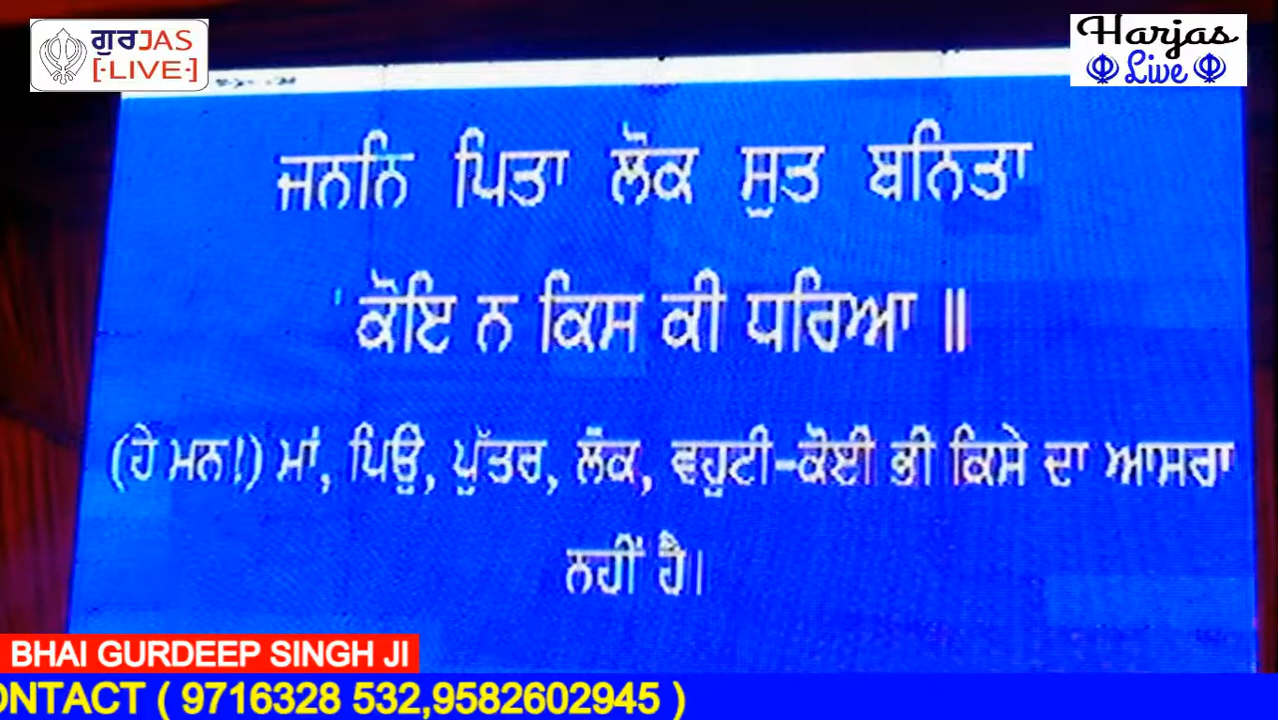 ਗੁਰJAS
[-LIVE-]
Harjas
Live
ਜਨਨਿ ਪਿਤਾ ਲੋਕ ਸੁਤ ਬਨਿਤਾ
ਕੋਇ ਨ ਕਿਸ ਕੀ ਧਰਿਆ ॥
(ਹੇ ਮਨ!) ਮਾਂ, ਪਿਉ, ਪੁੱਤਰ, ਲੋਕ, ਵਹੁਟੀ-ਕੋਈ ਭੀ ਕਿਸੇ ਦਾ ਆਸਰਾ
ਨਹੀਂ ਹੈ।
BHAI GURDEEP SINGH JI
ONTACT ( 9716328 532,9582602945 )